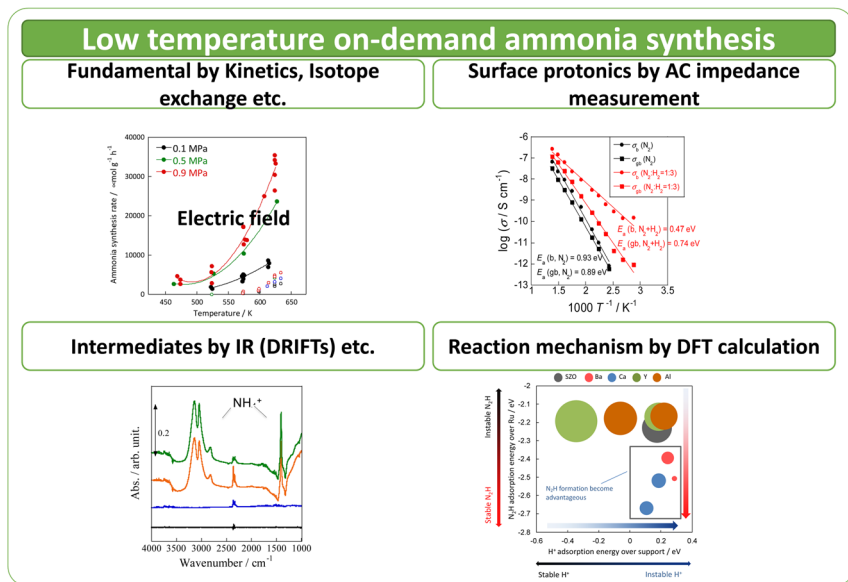 Low temperature on-demand ammonia synthesis
Fundamental by Kinetics, Isotope
exchange etc.
Surface protonics by AC impedance
measurement
40000
30000
20000
10000
0
Ammonia synthesis rate / ∞mol g⁻¹ h⁻¹
0.1 MPa
0.5 MPa
0.9 MPa
Electric field
400 450 500 550 600 650
Temperature / K
-6
-7
-8
-9
-10
-11
-12
-13
-14
log (σ / S cm⁻¹)
σb (N₂)
σgb (N₂)
σb (N₂:H₂=1:3)
σgb (N₂:H₂=1:3)
Ea (b, N₂+H₂) = 0.47 eV
Ea (gb, N₂+H₂) = 0.74 eV
Ea (b, N₂) = 0.93 eV
Ea (gb, N₂) = 0.89 eV
1.0 1.5 2.0 2.5 3.0 3.5
1000 T⁻¹ / K⁻¹
Intermediates by IR (DRIFTs) etc.
Reaction mechanism by DFT calculation
Abs. / arb. unit.
0.2
4000 3000 2000 1000
Wavenumber / cm⁻¹
SZO Ba Ca Y Al
Instable N₂H
Stable N₂H
N₂H adsorption energy over Ru / eV
-2
-2.1
-2.2
-2.3
-2.4
-2.5
-2.6
-2.7
-2.8
N₂H formation become
advantageous
-0.6 -0.4 -0.2 0 0.2 0.4
H⁺ adsorption energy over support / eV
Stable H⁺ Instable H⁺